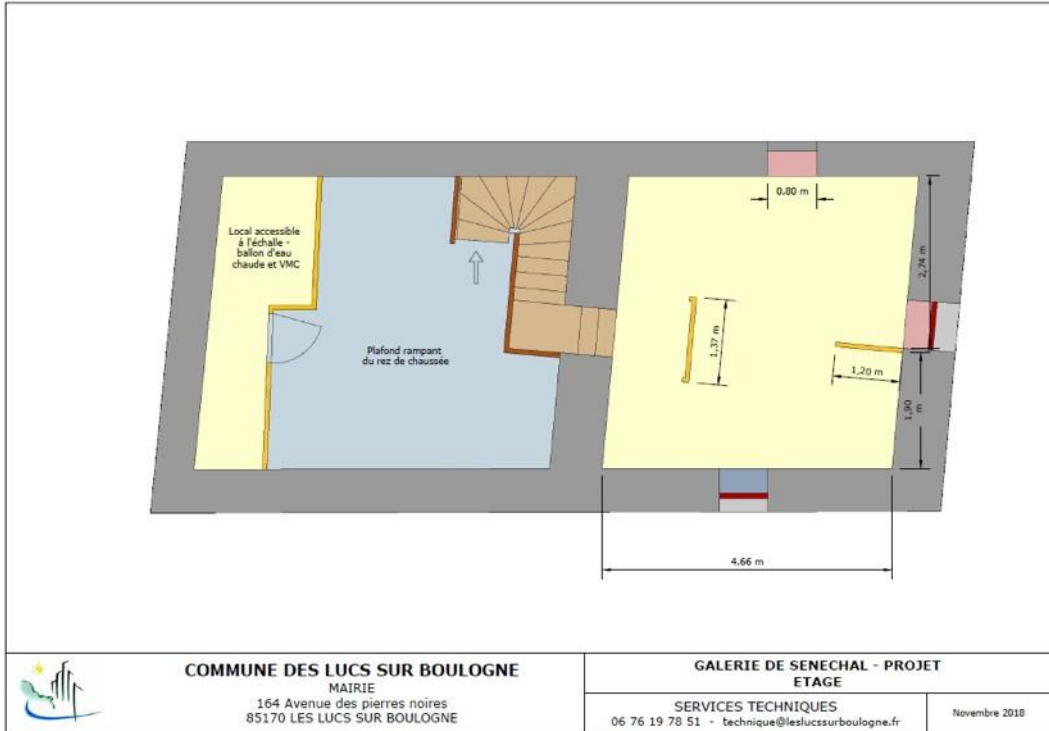 0.80 m
Local accessible
à l'échalle -
ballon d'eau
chaude et VMC
2,74 m
Plafond rampant
du rez de chaussée
1,37 m
1,20 m
1,90
m
4.66 m
COMMUNE DES LUCS SUR BOULOGNE
MAIRIE
164 Avenue des pierres noires
85170 LES LUCS SUR BOULOGNE
GALERIE DE SENECHAL - PROJET
ETAGE
SERVICES TECHNIQUES
06 76 19 78 51 - technique@leslucssurboulogne.fr
Novembre 2018